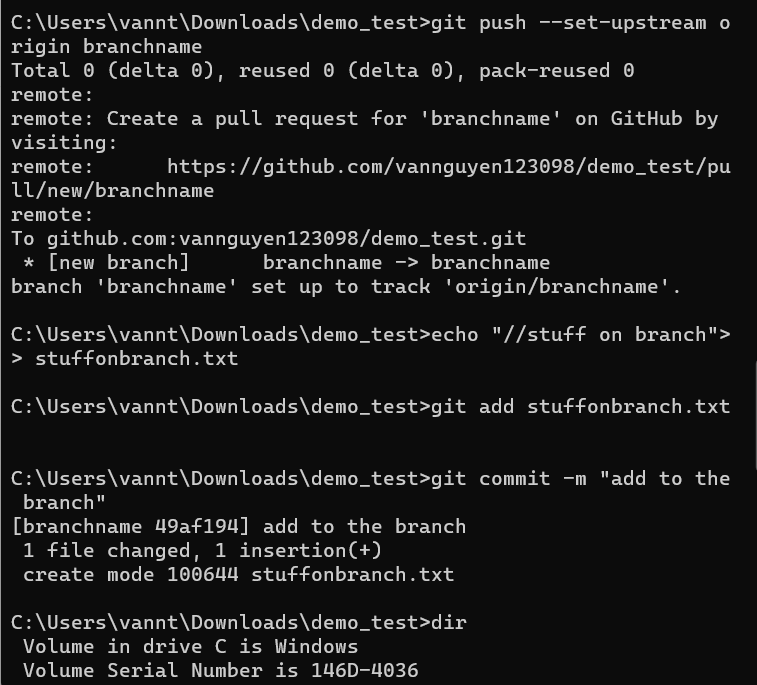 C:\Users\vannt\Downloads\demo_test>git push --set-upstream o
rigin branchname
Total 0 (delta 0), reused 0 (delta 0), pack-reused 0
remote:
remote: Create a pull request for 'branchname' on GitHub by
visiting:
remote:      https://github.com/vannguyen123098/demo_test/pu
ll/new/branchname
remote:
To github.com:vannguyen123098/demo_test.git
 * [new branch]      branchname -> branchname
branch 'branchname' set up to track 'origin/branchname'.

C:\Users\vannt\Downloads\demo_test>echo "//stuff on branch">
> stuffonbranch.txt

C:\Users\vannt\Downloads\demo_test>git add stuffonbranch.txt

C:\Users\vannt\Downloads\demo_test>git commit -m "add to the
 branch"
[branchname 49af194] add to the branch
 1 file changed, 1 insertion(+)
 create mode 100644 stuffonbranch.txt

C:\Users\vannt\Downloads\demo_test>dir
 Volume in drive C is Windows
 Volume Serial Number is 146D-4036